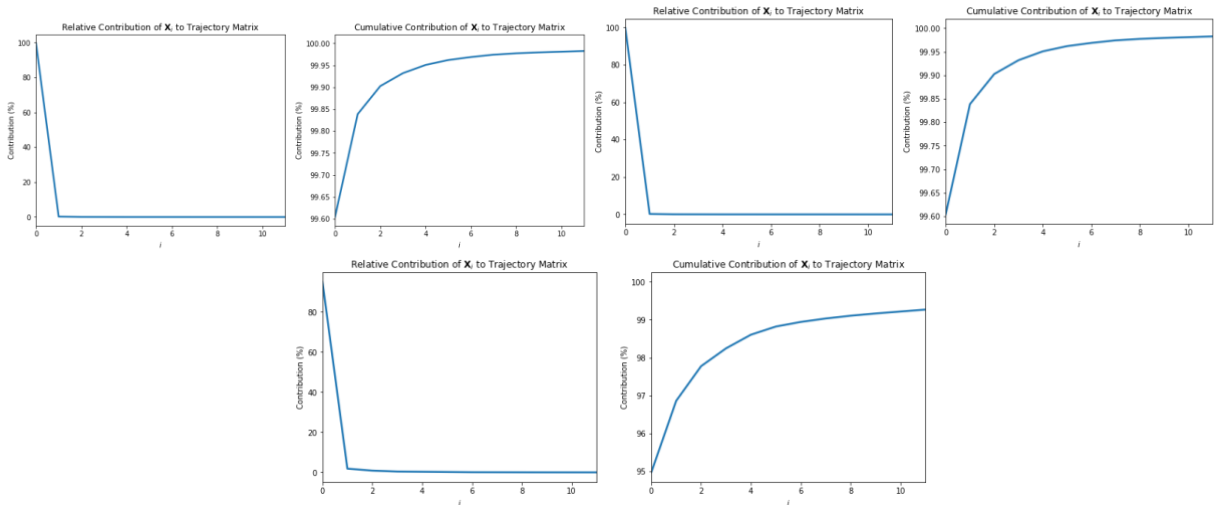 Relative Contribution of X_i to Trajectory Matrix
Contribution (%)
100
80
60
40
20
0
0 2 4 6 8 10
i
Cumulative Contribution of X_i to Trajectory Matrix
Contribution (%)
100.00
99.95
99.90
99.85
99.80
99.75
99.70
99.65
99.60
0 2 4 6 8 10
i
Relative Contribution of X_i to Trajectory Matrix
Contribution (%)
100
80
60
40
20
0
0 2 4 6 8 10
i
Cumulative Contribution of X_i to Trajectory Matrix
Contribution (%)
100.00
99.95
99.90
99.85
99.80
99.75
99.70
99.65
99.60
0 2 4 6 8 10
i
Relative Contribution of X_i to Trajectory Matrix
Contribution (%)
80
60
40
20
0
0 2 4 6 8 10
i
Cumulative Contribution of X_i to Trajectory Matrix
Contribution (%)
100
99
98
97
96
95
0 2 4 6 8 10
i